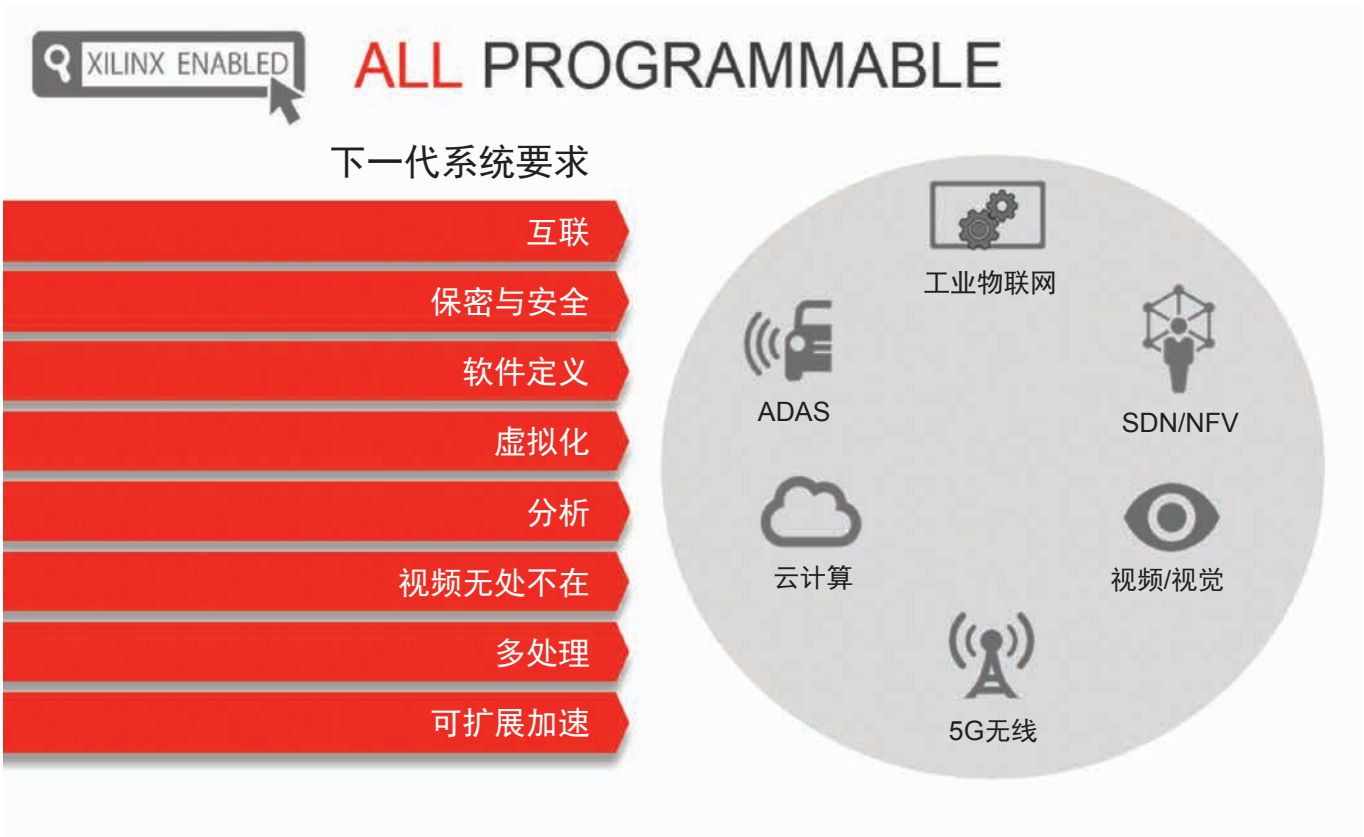 XILINX ENABLED
ALL PROGRAMMABLE
下一代系统要求
互联
保密与安全
软件定义
虚拟化
分析
视频无处不在
多处理
可扩展加速
工业物联网
ADAS
SDN/NFV
云计算
视频/视觉
5G无线